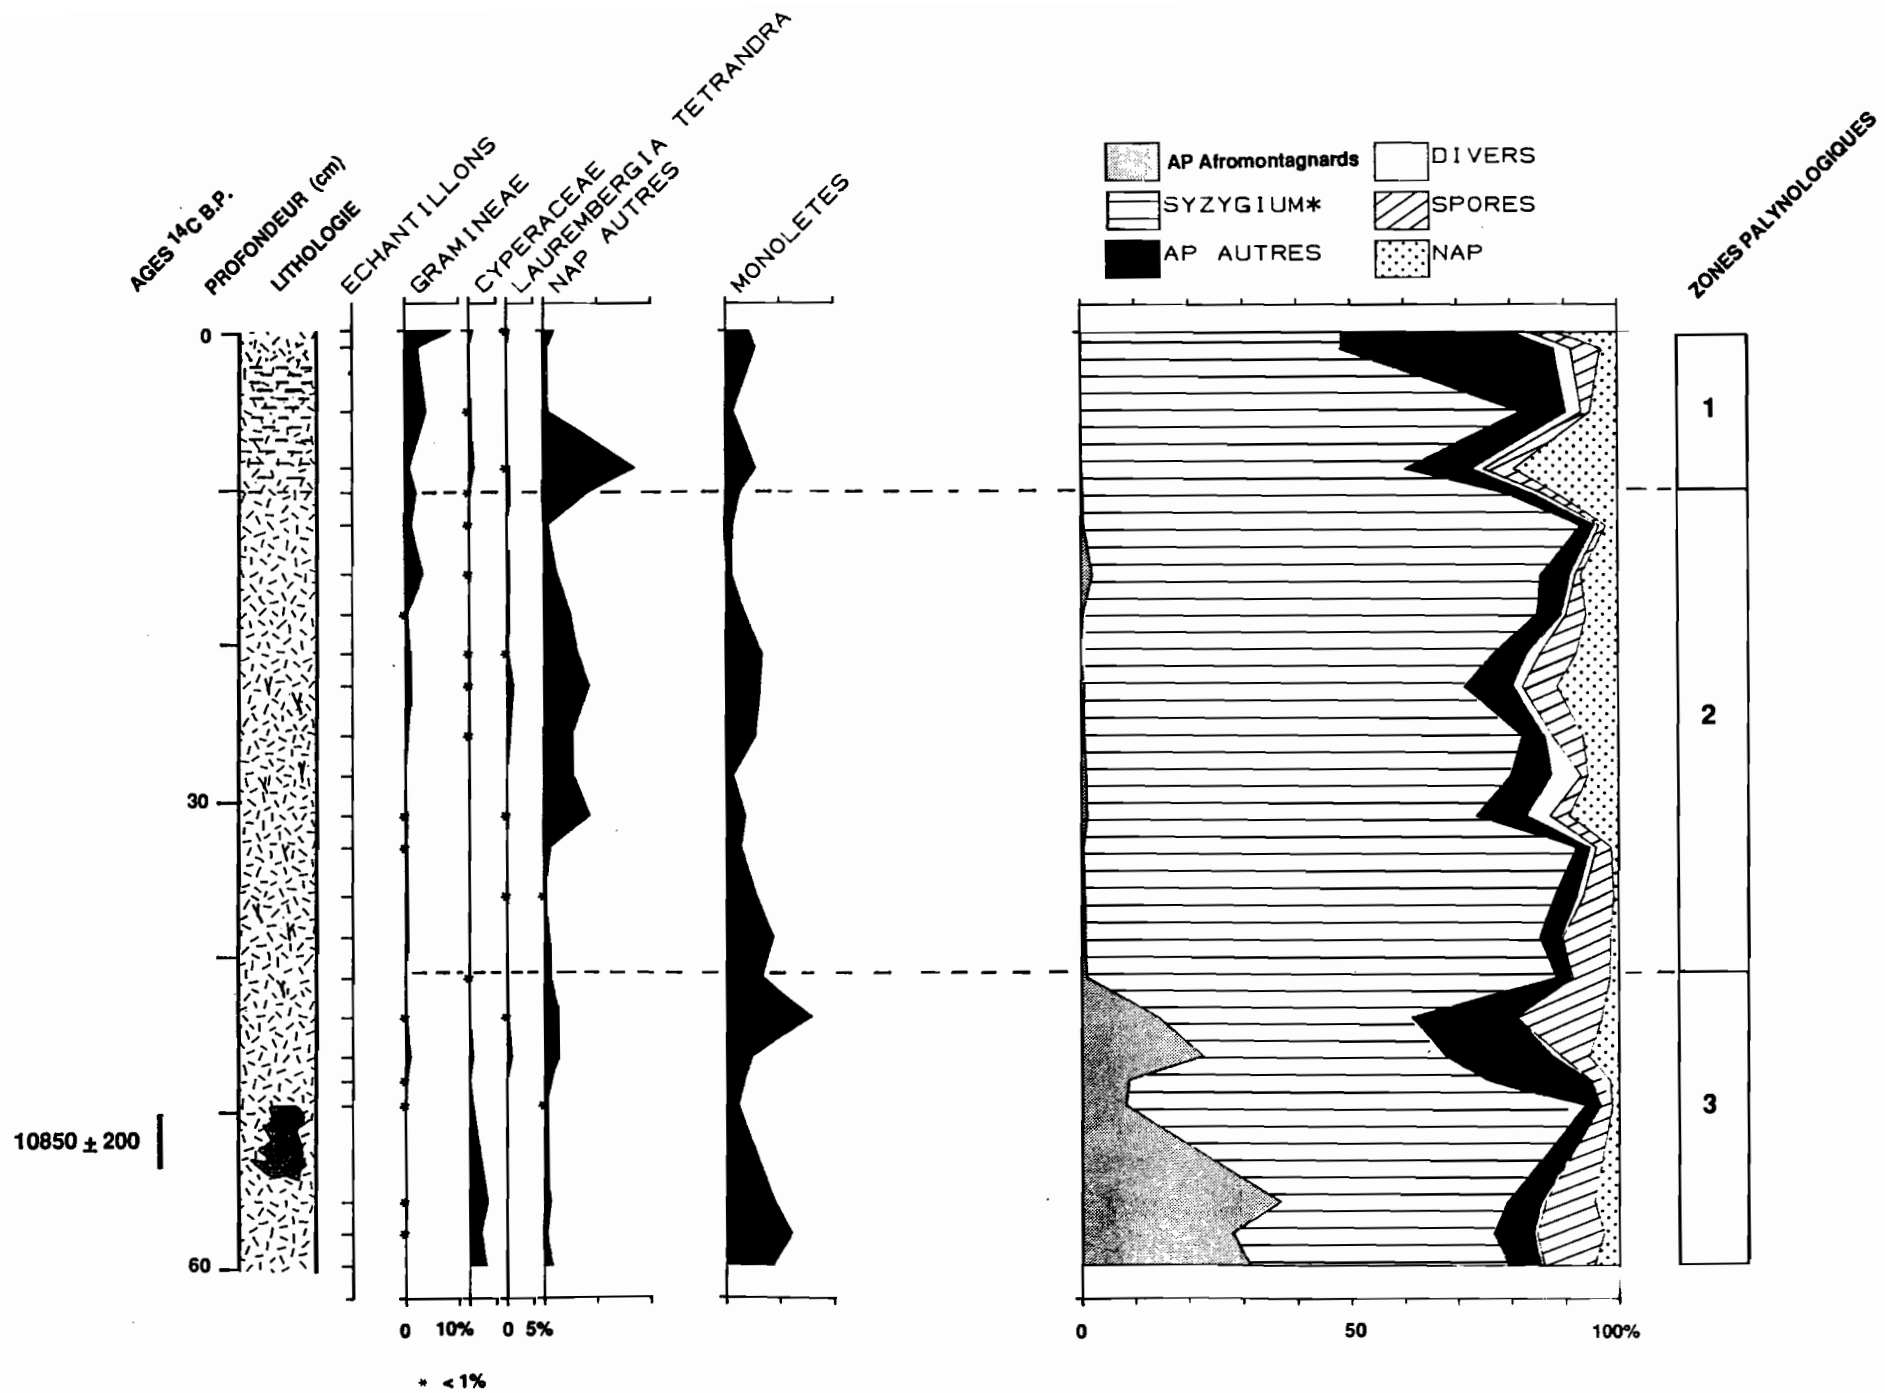 AGES ¹⁴C B.P.
PROFONDEUR (cm)
LITHOLOGIE
ECHANTILLONS
GRAMINEAE
CYPERACEAE
LAUREMBERGIA TETRANDRA
NAP AUTRES
MONOLETES
AP Afromontagnards
SYZYGIUM*
AP AUTRES
DIVERS
SPORES
NAP
ZONES PALYNOLOGIQUES
0
30
60
10850 ± 200
1
2
3
0 10% 0 5%
0 50 100%
* <1%